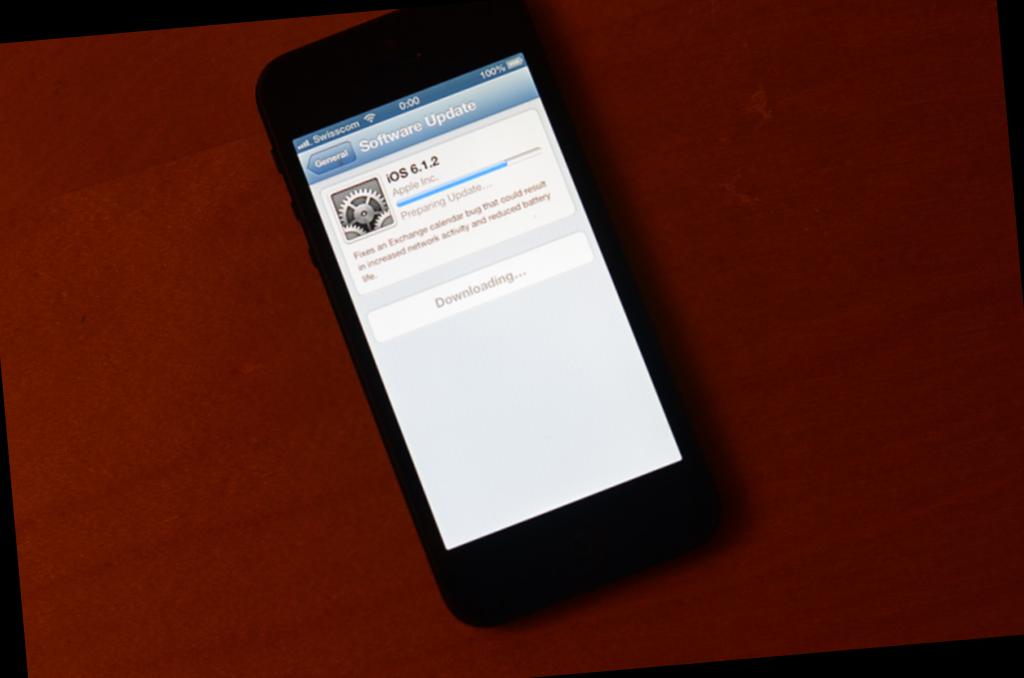 Swisscom 0:00 100%
General Software Update
iOS 6.1.2
Apple Inc.
Preparing Update...
Fixes an Exchange calendar bug that could result
in increased network activity and reduced battery
life.
Downloading...